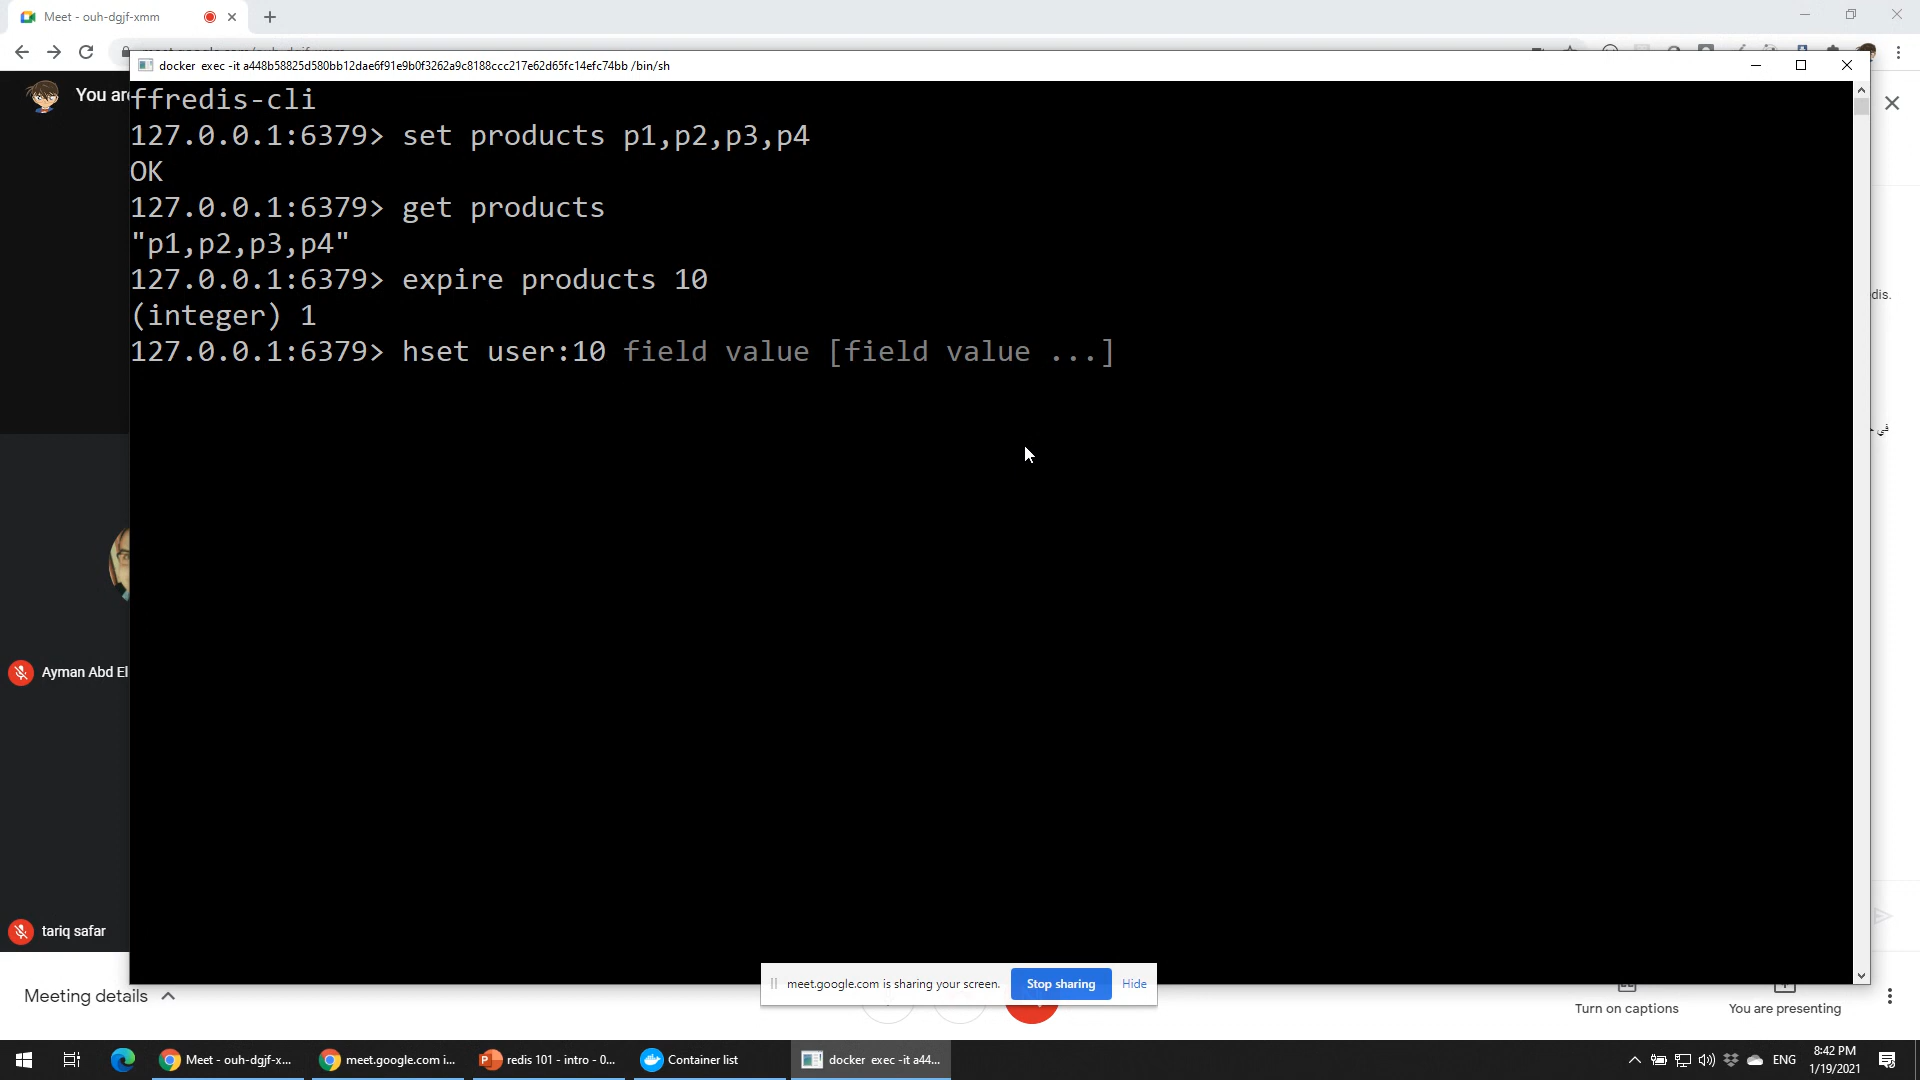 Meet - ouh-dgjf-xmm
docker exec -it a448b58825d580bb12dae6f91e9b0f3262a9c8188ccc217e62d65fc14efc74bb /bin/sh
You are
ffredis-cli
127.0.0.1:6379> set products p1,p2,p3,p4
OK
127.0.0.1:6379> get products
"p1,p2,p3,p4"
127.0.0.1:6379> expire products 10
(integer) 1
127.0.0.1:6379> hset user:10 field value [field value ...]
dis.
في
Ayman Abd El
tariq safar
meet.google.com is sharing your screen.
Stop sharing
Hide
Meeting details
Turn on captions
You are presenting
Meet - ouh-dgjf-x...
meet.google.com i...
redis 101 - intro - 0...
Container list
docker exec -it a44...
ENG
8:42 PM
1/19/2021